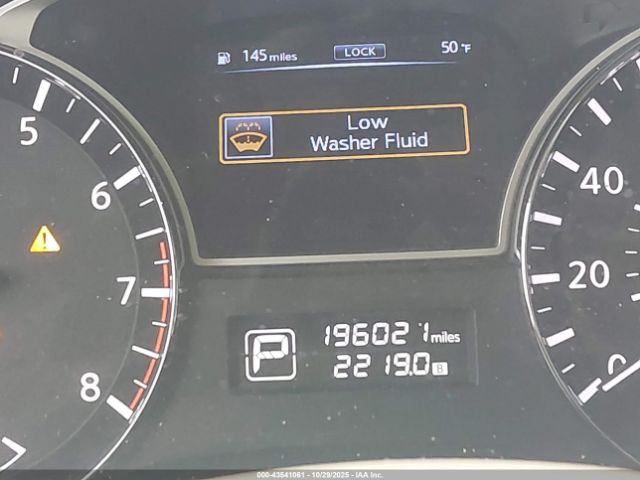 145 miles LOCK 50 °F
Low
Washer Fluid
5
6
7
8
40
20
0
P
196021 miles
2219.0 B
000-43541061 - 10/29/2025 - IAA Inc.